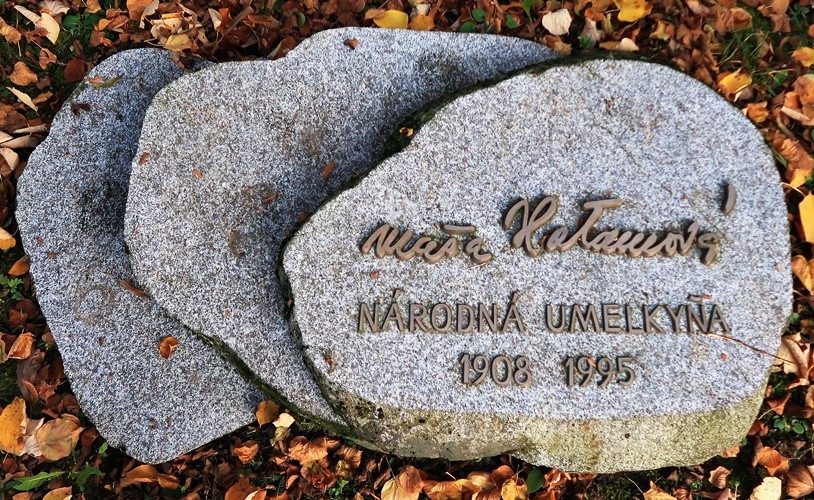 Maša Haľamová
NÁRODNÁ UMELKYŇA
1908 1995